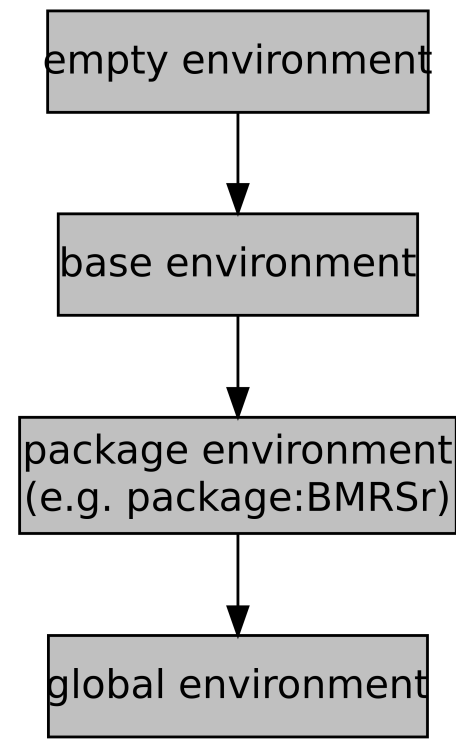 empty environment
base environment
package environment
(e.g. package:BMRSr)
global environment